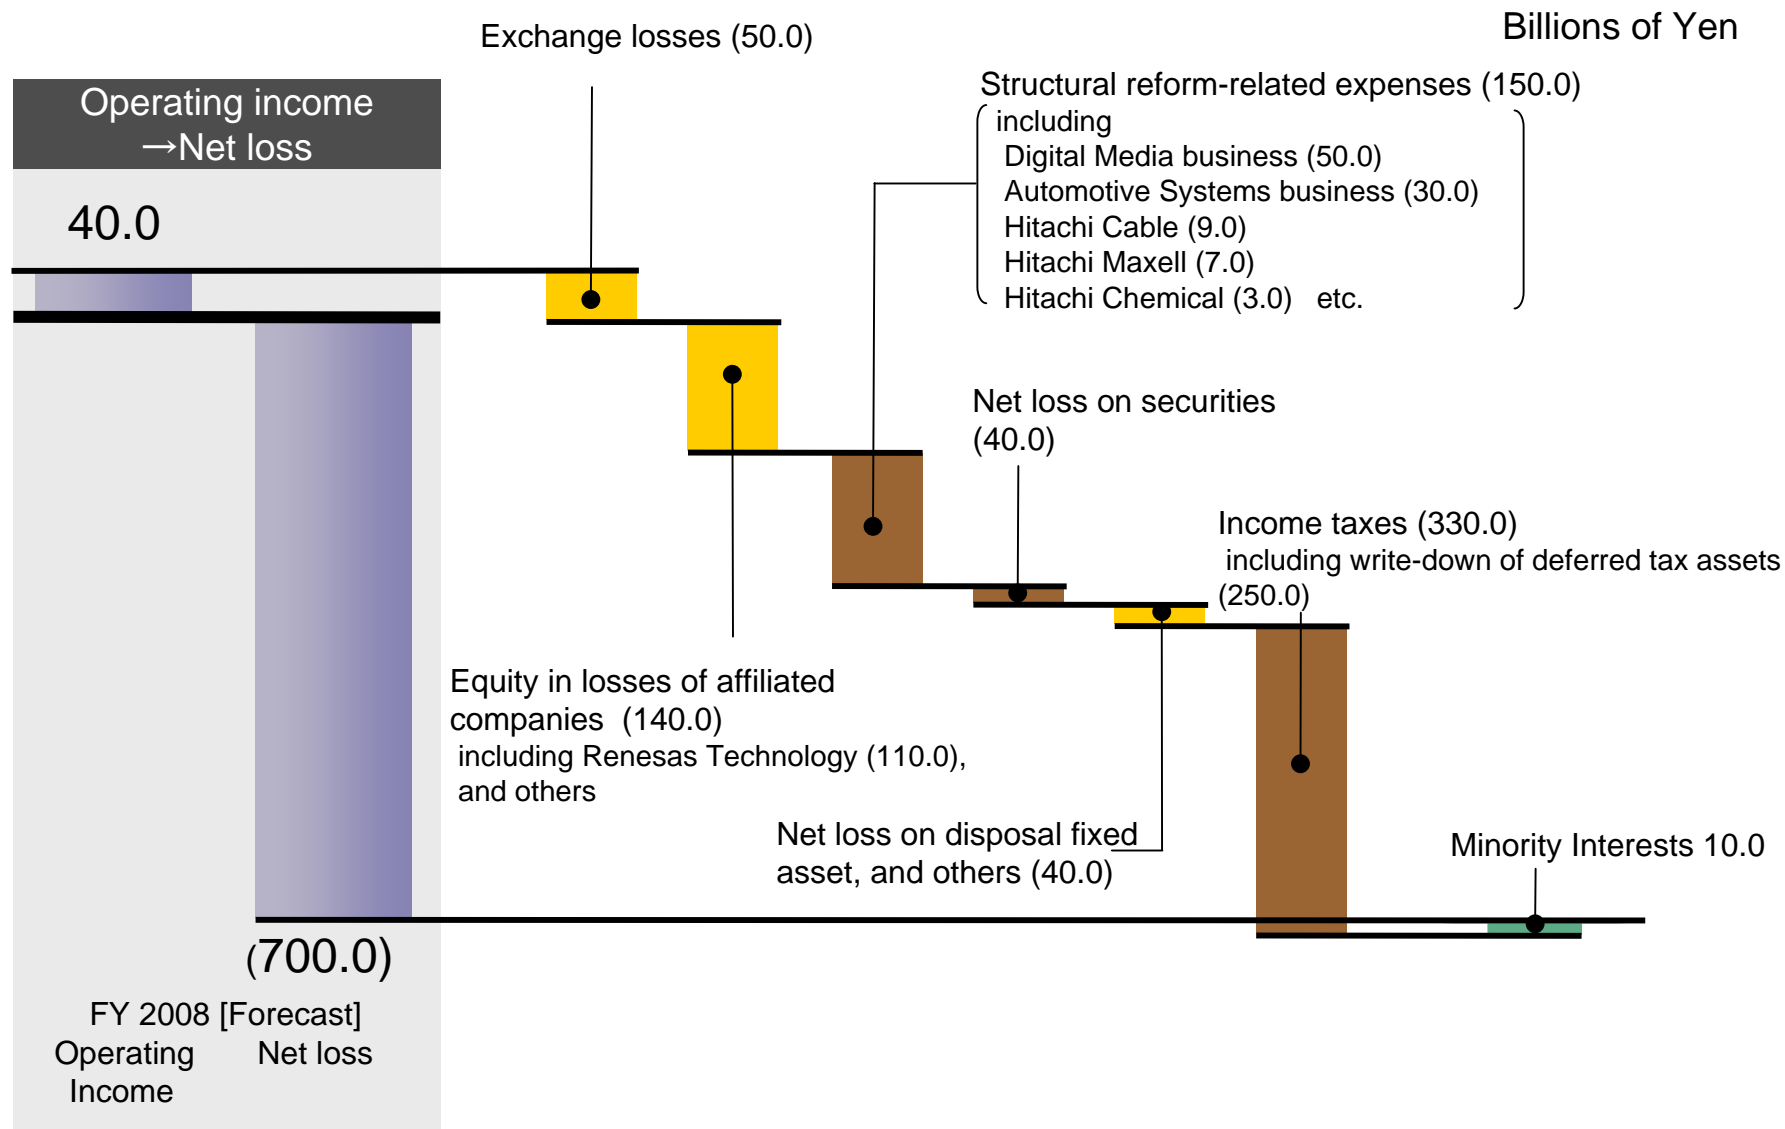 Billions of Yen
Exchange losses (50.0)
Operating income
→Net loss
Structural reform-related expenses (150.0)
including
Digital Media business (50.0)
Automotive Systems business (30.0)
Hitachi Cable (9.0)
Hitachi Maxell (7.0)
Hitachi Chemical (3.0) etc.
40.0
Net loss on securities
(40.0)
Income taxes (330.0)
including write-down of deferred tax assets
(250.0)
Equity in losses of affiliated
companies (140.0)
including Renesas Technology (110.0),
and others
Net loss on disposal fixed
asset, and others (40.0)
Minority Interests 10.0
(700.0)
FY 2008 [Forecast]
Operating Net loss
Income